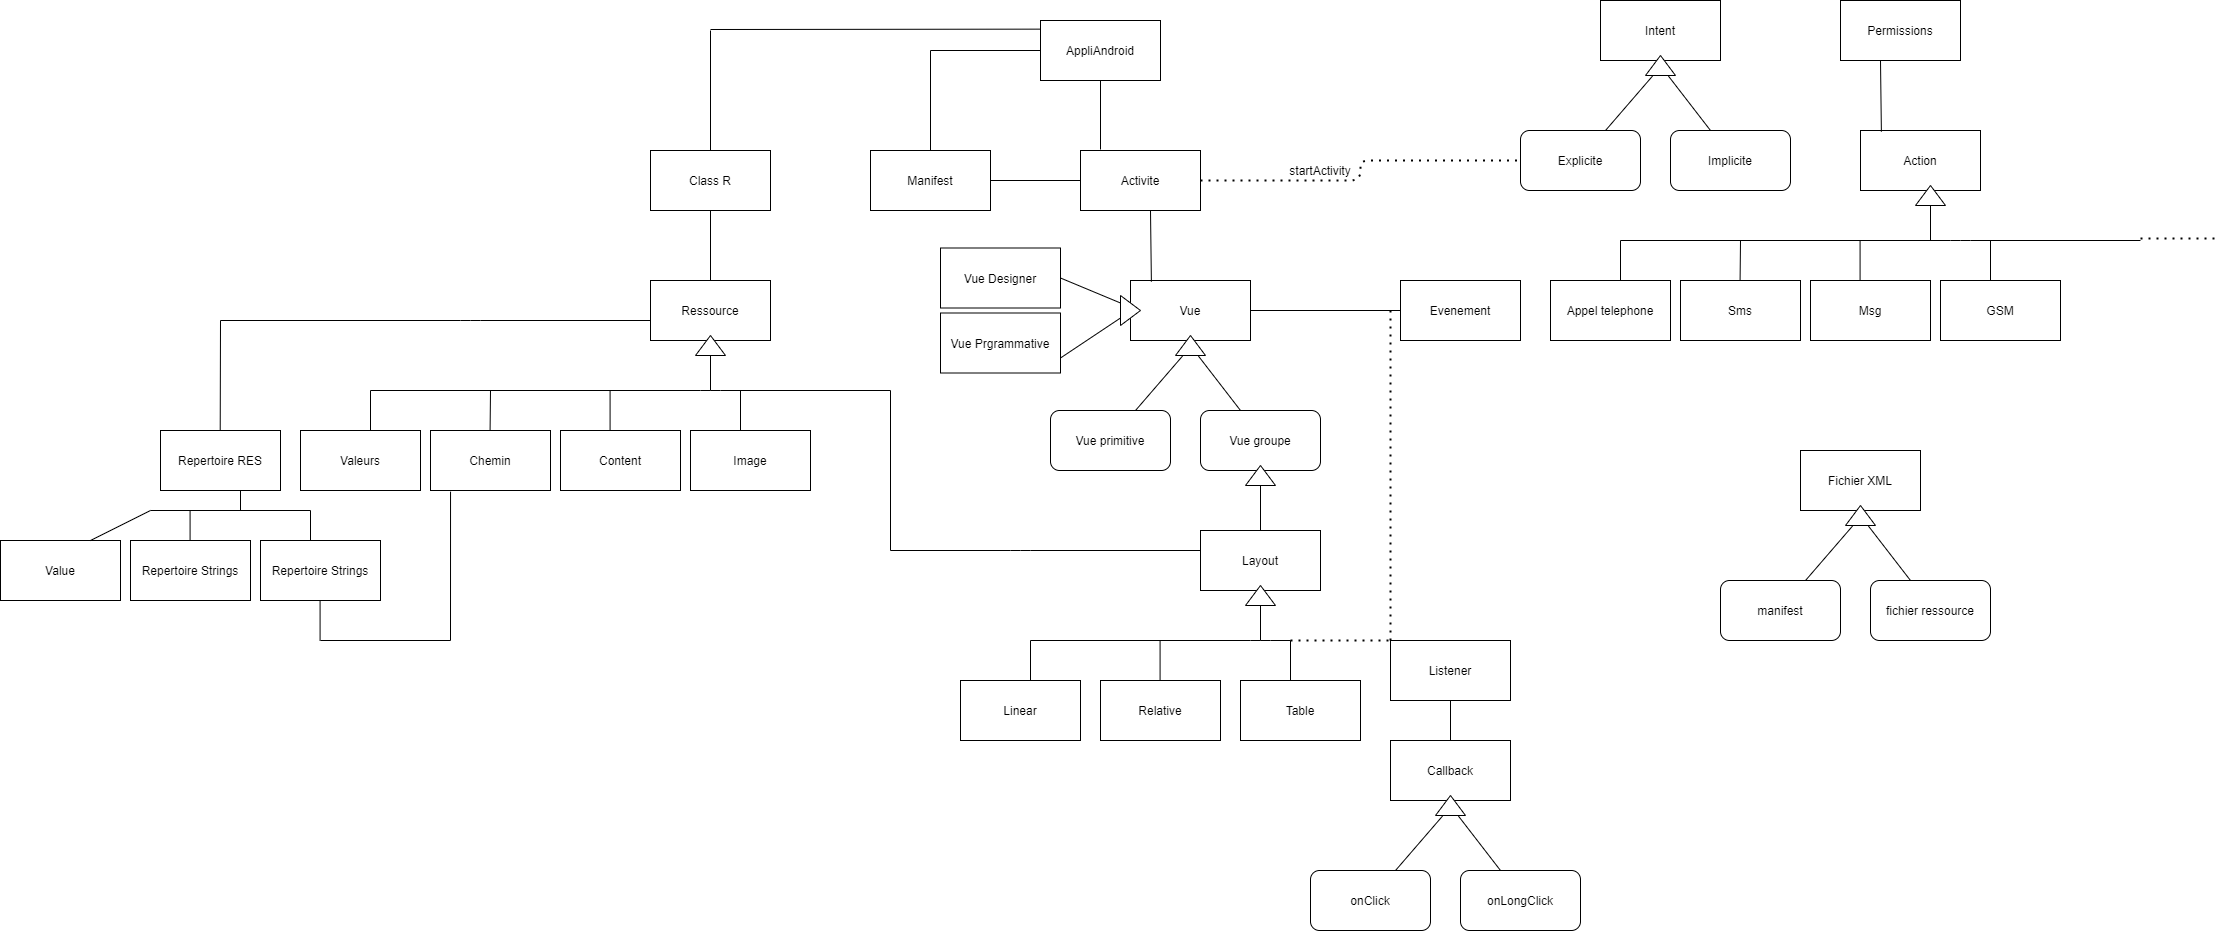 Intent
Permissions
AppliAndroid
Explicite
Implicite
Action
startActivity
Class R
Manifest
Activite
Vue Designer
Ressource
Vue
Evenement
Appel telephone
Sms
Msg
GSM
Vue Prgrammative
Vue primitive
Vue groupe
Repertoire RES
Valeurs
Chemin
Content
Image
Fichier XML
Layout
Value
Repertoire Strings
Repertoire Strings
manifest
fichier ressource
Listener
Linear
Relative
Table
Callback
onClick
onLongClick